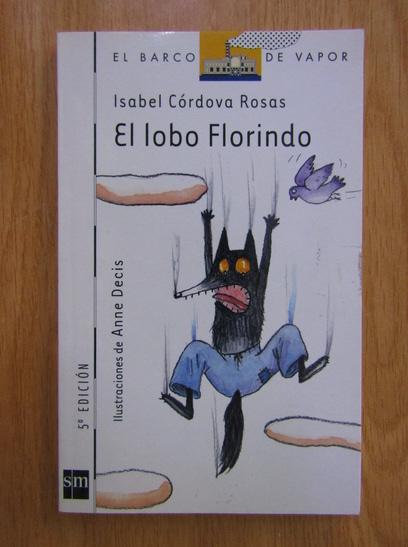 EL BARCO DE VAPOR
Isabel Córdova Rosas
El lobo Florindo
Ilustraciones de Anne Decis
5ª EDICIÓN
sm